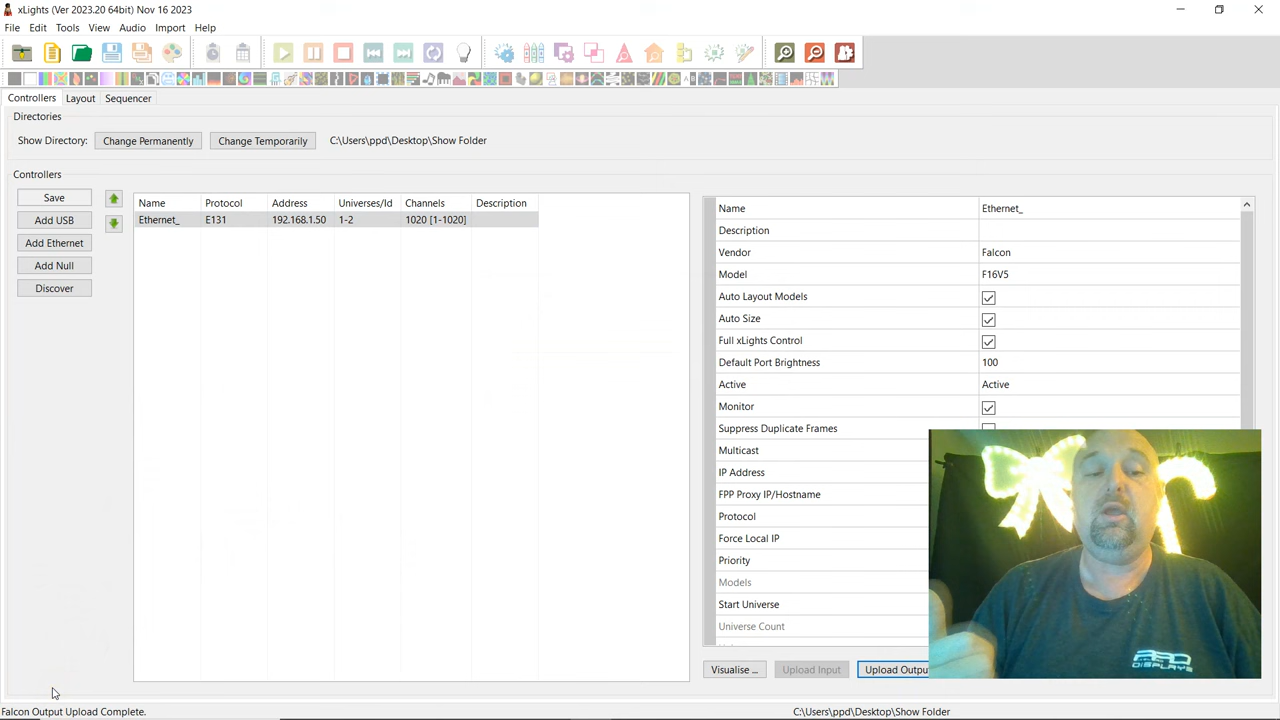 xLights (Ver 2023.20 64bit) Nov 16 2023
File Edit Tools View Audio Import Help
Controllers Layout Sequencer
Directories
Show Directory: Change Permanently Change Temporarily C:\Users\ppd\Desktop\Show Folder
Controllers
Save
Add USB
Add Ethernet
Add Null
Discover
Name Protocol Address Universes/Id Channels Description
Ethernet_ E131 192.168.1.50 1-2 1020 [1-1020]
Name Ethernet_
Description
Vendor Falcon
Model F16V5
Auto Layout Models
Auto Size
Full xLights Control
Default Port Brightness 100
Active Active
Monitor
Suppress Duplicate Frames
Multicast
IP Address
FPP Proxy IP/Hostname
Protocol
Force Local IP
Priority
Models
Start Universe
Universe Count
Visualise ... Upload Input Upload Outpu
DISPLAYS
Falcon Output Upload Complete. C:\Users\ppd\Desktop\Show Folder